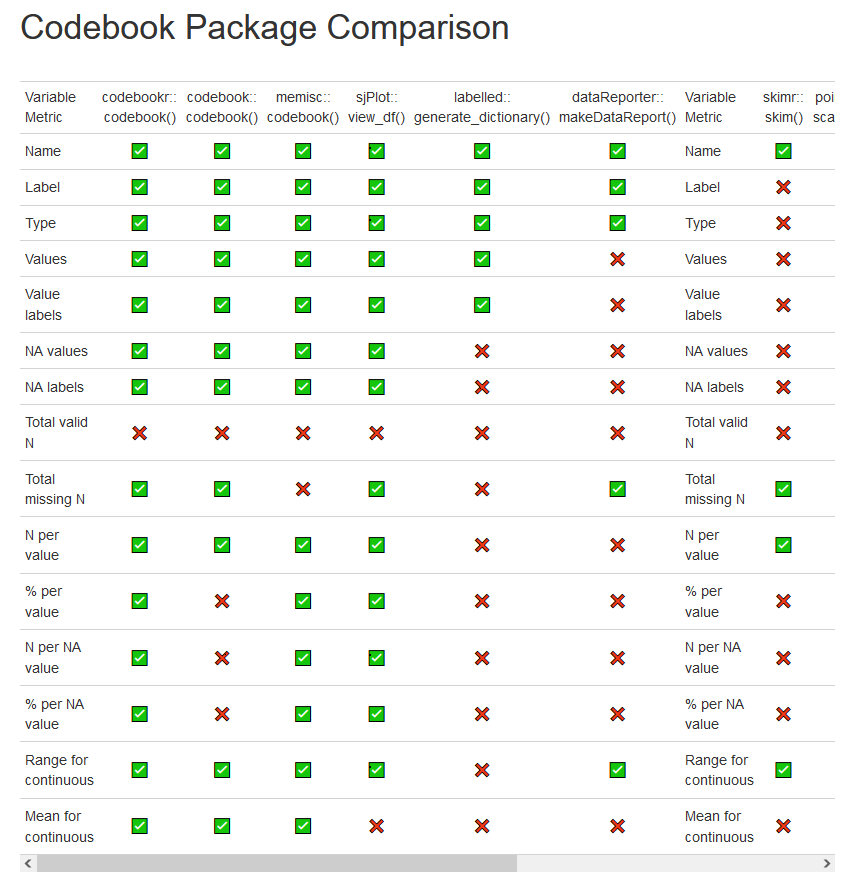 Codebook Package Comparison
Variable Metric codebookr:: codebook() codebook:: codebook() memisc:: codebook() sjPlot:: view_df() labelled:: generate_dictionary() dataReporter:: makeDataReport() Variable Metric skimr:: skim() poi sca
Name ✅ ✅ ✅ ✅ ✅ ✅ Name ✅
Label ✅ ✅ ✅ ✅ ✅ ✅ Label ❌
Type ✅ ✅ ✅ ✅ ✅ ✅ Type ❌
Values ✅ ✅ ✅ ✅ ✅ ❌ Values ❌
Value labels ✅ ✅ ✅ ✅ ✅ ❌ Value labels ❌
NA values ✅ ✅ ✅ ✅ ❌ ❌ NA values ❌
NA labels ✅ ✅ ✅ ✅ ❌ ❌ NA labels ❌
Total valid N ❌ ❌ ❌ ❌ ❌ ❌ Total valid N ❌
Total missing N ✅ ✅ ❌ ✅ ❌ ✅ Total missing N ✅
N per value ✅ ✅ ✅ ✅ ❌ ❌ N per value ✅
% per value ✅ ❌ ✅ ✅ ❌ ❌ % per value ❌
N per NA value ✅ ❌ ✅ ✅ ❌ ❌ N per NA value ❌
% per NA value ✅ ❌ ✅ ✅ ❌ ❌ % per NA value ❌
Range for continuous ✅ ✅ ✅ ✅ ❌ ✅ Range for continuous ✅
Mean for continuous ✅ ✅ ✅ ❌ ❌ ❌ Mean for continuous ❌